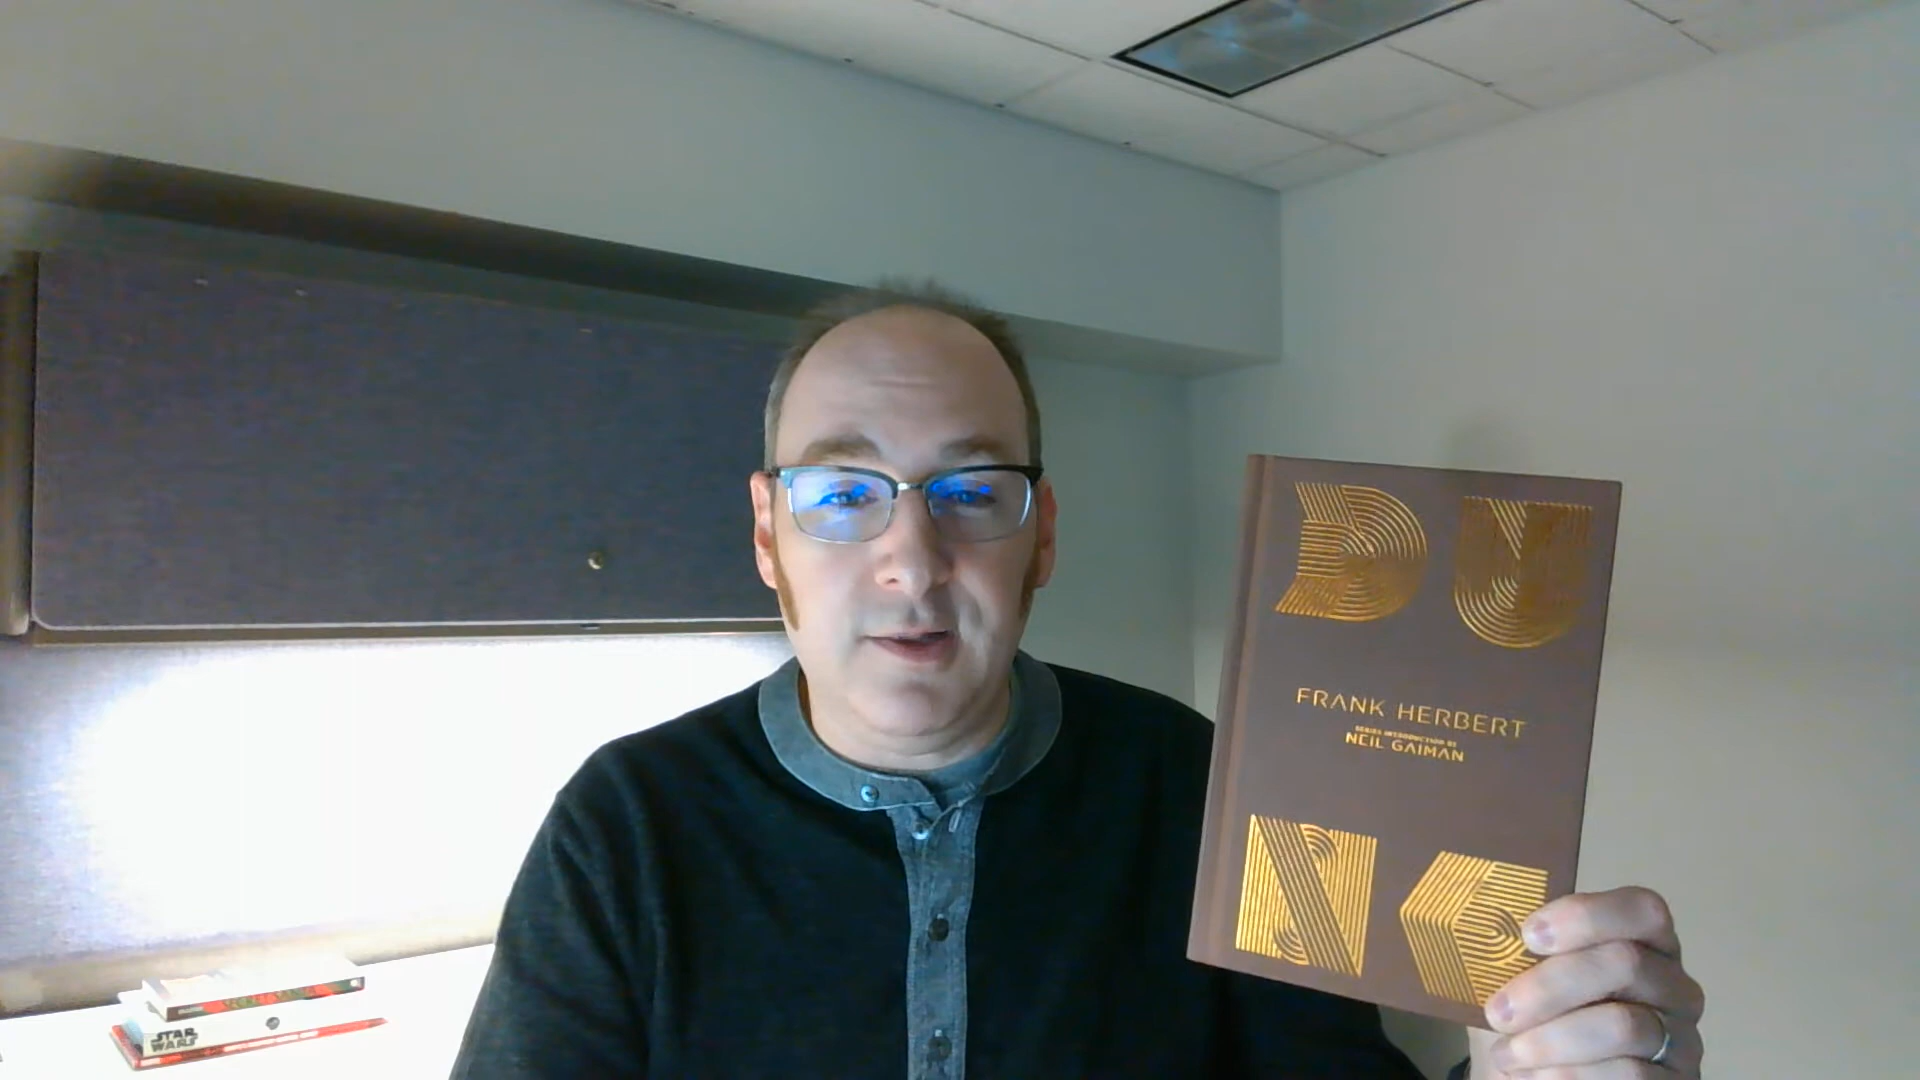 DU
FRANK HERBERT
SERIES INTRODUCTION BY
NEIL GAIMAN
NE
STAR
WARS